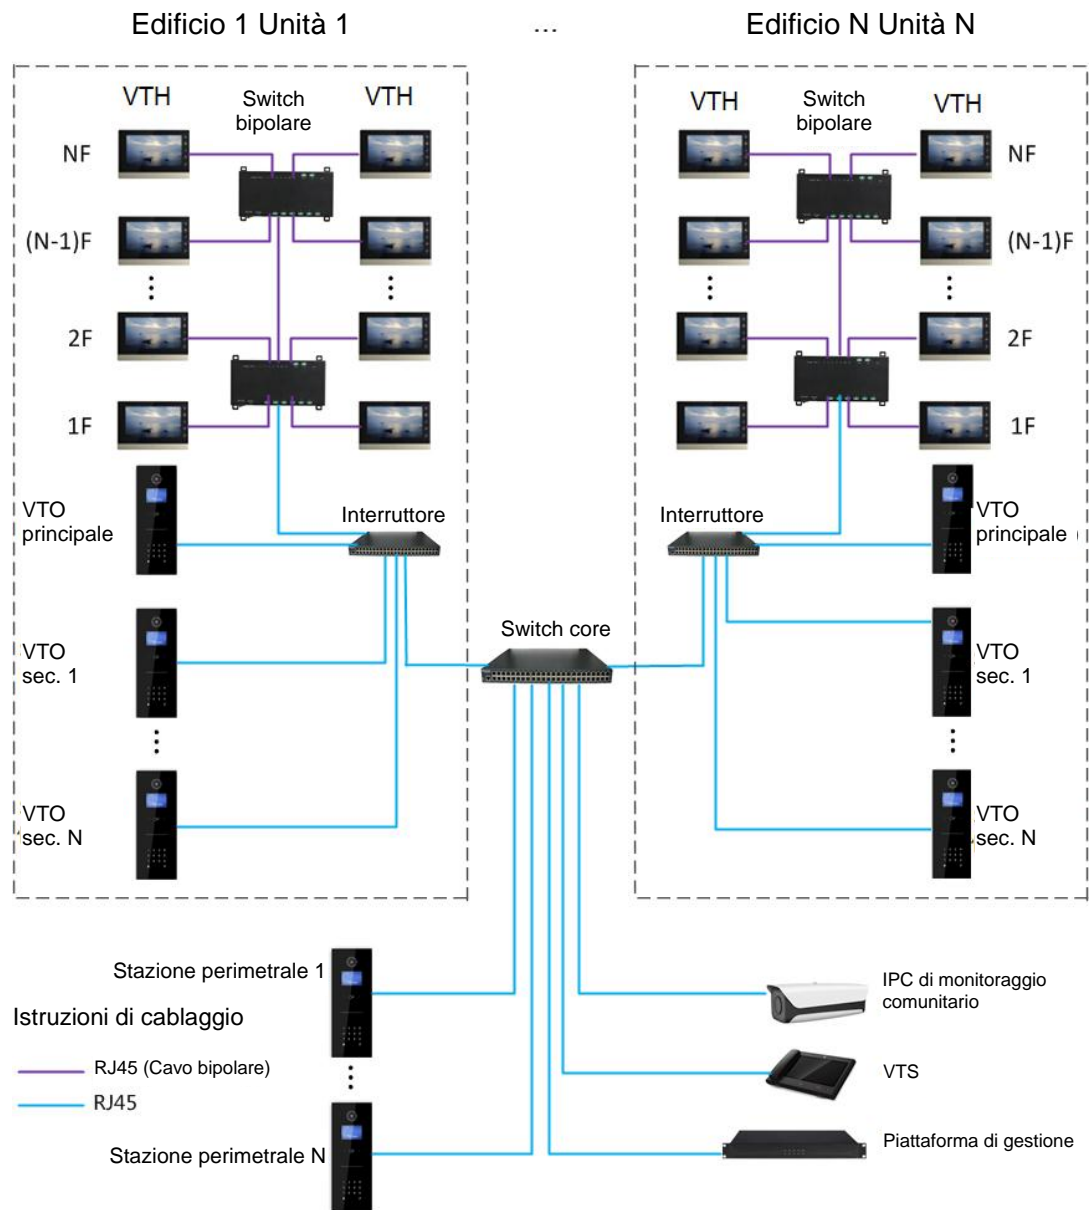 Edificio 1 Unità 1
...
Edificio N Unità N
VTH
Switch
bipolare
VTH
VTH
Switch
bipolare
VTH
NF
NF
(N-1)F
(N-1)F
2F
2F
1F
1F
VTO
principale
Interruttore
Interruttore
VTO
principale
VTO
sec. 1
Switch core
VTO
sec. 1
VTO
sec. N
VTO
sec. N
Stazione perimetrale 1
IPC di monitoraggio
comunitario
Istruzioni di cablaggio
RJ45 (Cavo bipolare)
VTS
RJ45
Stazione perimetrale N
Piattaforma di gestione